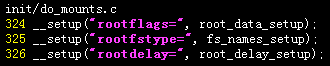 init/do_mounts.c
324 __setup("rootflags=", root_data_setup);
325 __setup("rootfstype=", fs_names_setup);
326 __setup("rootdelay=", root_delay_setup);